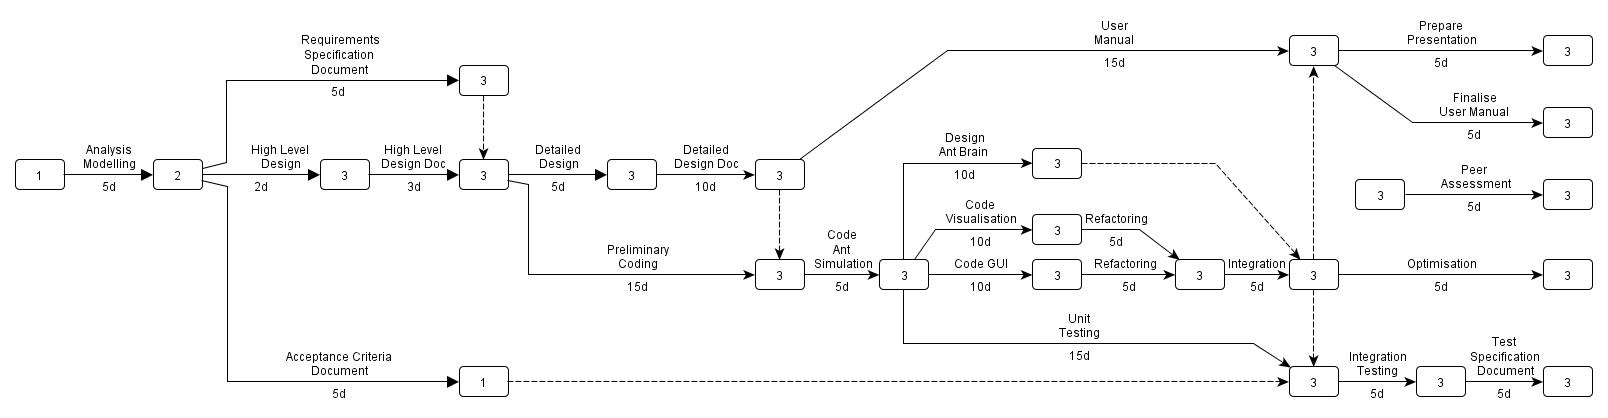 User
Manual
15d
Prepare
Presentation
5d
3
3
Requirements
Specification
Document
5d
3
Finalise
User Manual
5d
3
Analysis
Modelling
5d
1
2
High Level
Design
2d
3
High Level
Design Doc
3d
3
Detailed
Design
5d
3
Detailed
Design Doc
10d
3
Design
Ant Brain
10d
3
Peer
Assessment
5d
3
3
Code
Visualisation
10d
3
Refactoring
5d
Preliminary
Coding
15d
3
Code
Ant
Simulation
5d
3
Code GUI
10d
3
Refactoring
5d
3
Integration
5d
3
Optimisation
5d
3
Unit
Testing
15d
Acceptance Criteria
Document
5d
1
3
Integration
Testing
5d
3
Test
Specification
Document
5d
3